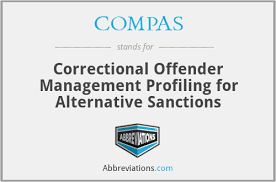 COMPAS
stands for
Correctional Offender
Management Profiling for
Alternative Sanctions
ABBREVIATIONS
Abbreviations.com